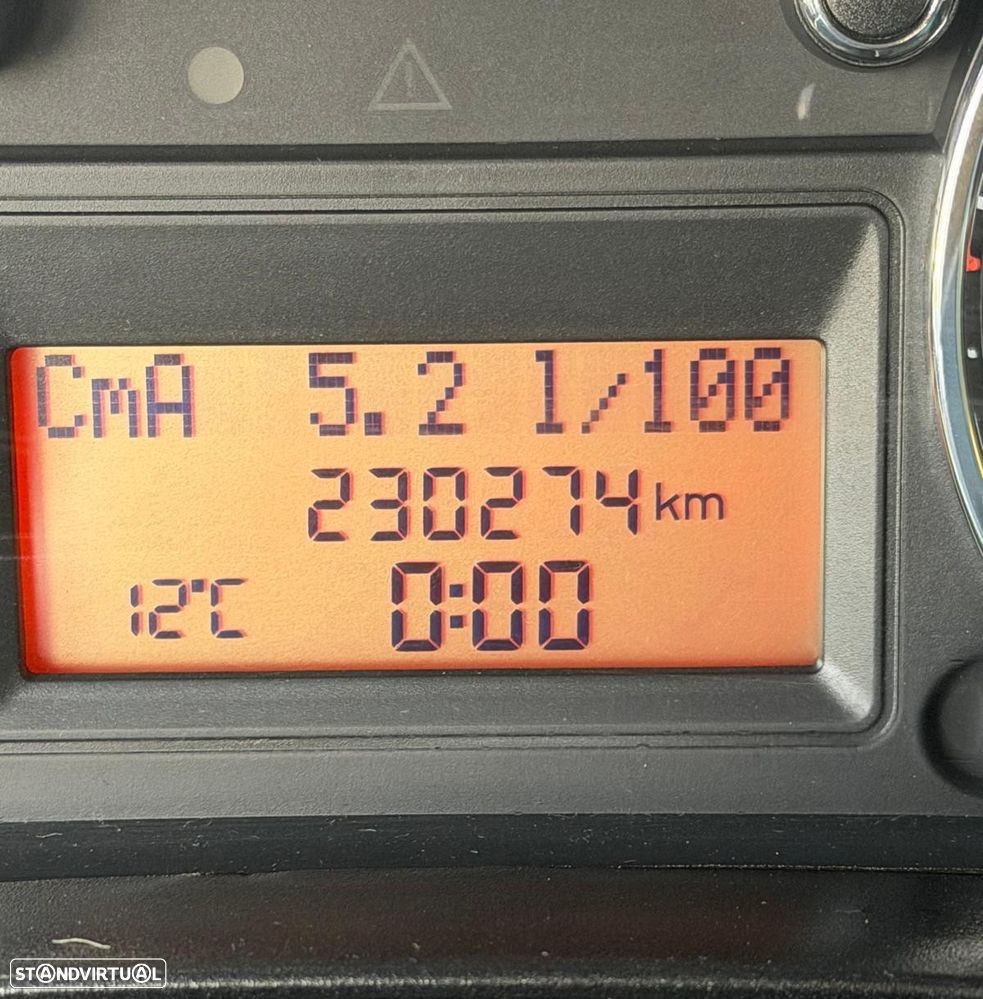 CmA 5.2 l/100
230274 km
12°C 0:00
STANDVIRTUAL